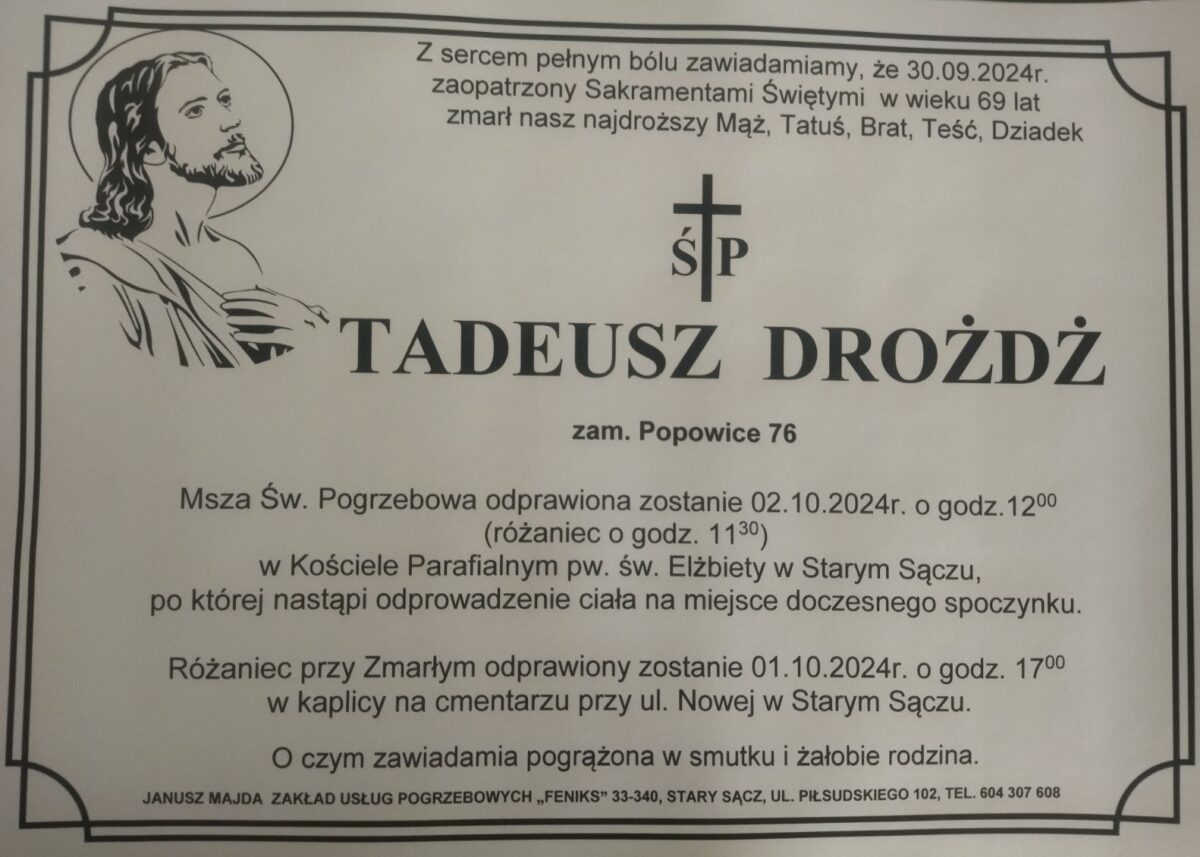 Z sercem pełnym bólu zawiadamiamy, że 30.09.2024r.
zaopatrzony Sakramentami Świętymi w wieku 69 lat
zmarł nasz najdroższy Mąż, Tatuś, Brat, Teść, Dziadek
Ś P
TADEUSZ DROŻDŻ
zam. Popowice 76
Msza Św. Pogrzebowa odprawiona zostanie 02.10.2024r. o godz.12⁰⁰
(różaniec o godz. 11³⁰)
w Kościele Parafialnym pw. św. Elżbiety w Starym Sączu,
po której nastąpi odprowadzenie ciała na miejsce doczesnego spoczynku.
Różaniec przy Zmarłym odprawiony zostanie 01.10.2024r. o godz. 17⁰⁰
w kaplicy na cmentarzu przy ul. Nowej w Starym Sączu.
O czym zawiadamia pogrążona w smutku i żałobie rodzina.
JANUSZ MAJDA ZAKŁAD USŁUG POGRZEBOWYCH „FENIKS” 33-340, STARY SĄCZ, UL. PIŁSUDSKIEGO 102, TEL. 604 307 608